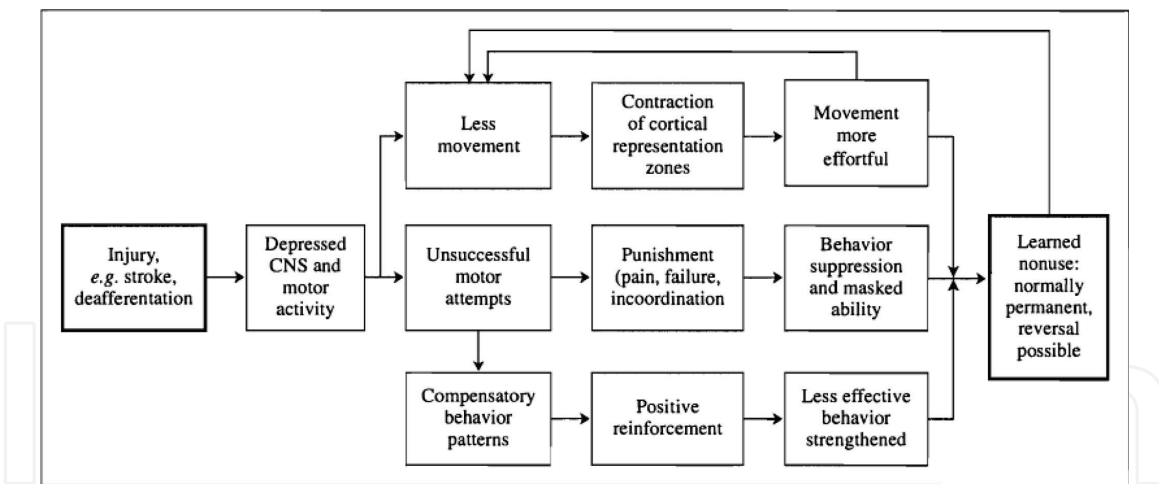 Less
movement
Contraction
of cortical
representation
zones
Movement
more
effortful
Injury,
e.g. stroke,
deafferentation
Depressed
CNS and
motor
activity
Unsuccessful
motor
attempts
Punishment
(pain, failure,
incoordination
Behavior
suppression
and masked
ability
Learned
nonuse:
normally
permanent,
reversal
possible
Compensatory
behavior
patterns
Positive
reinforcement
Less effective
behavior
strengthened